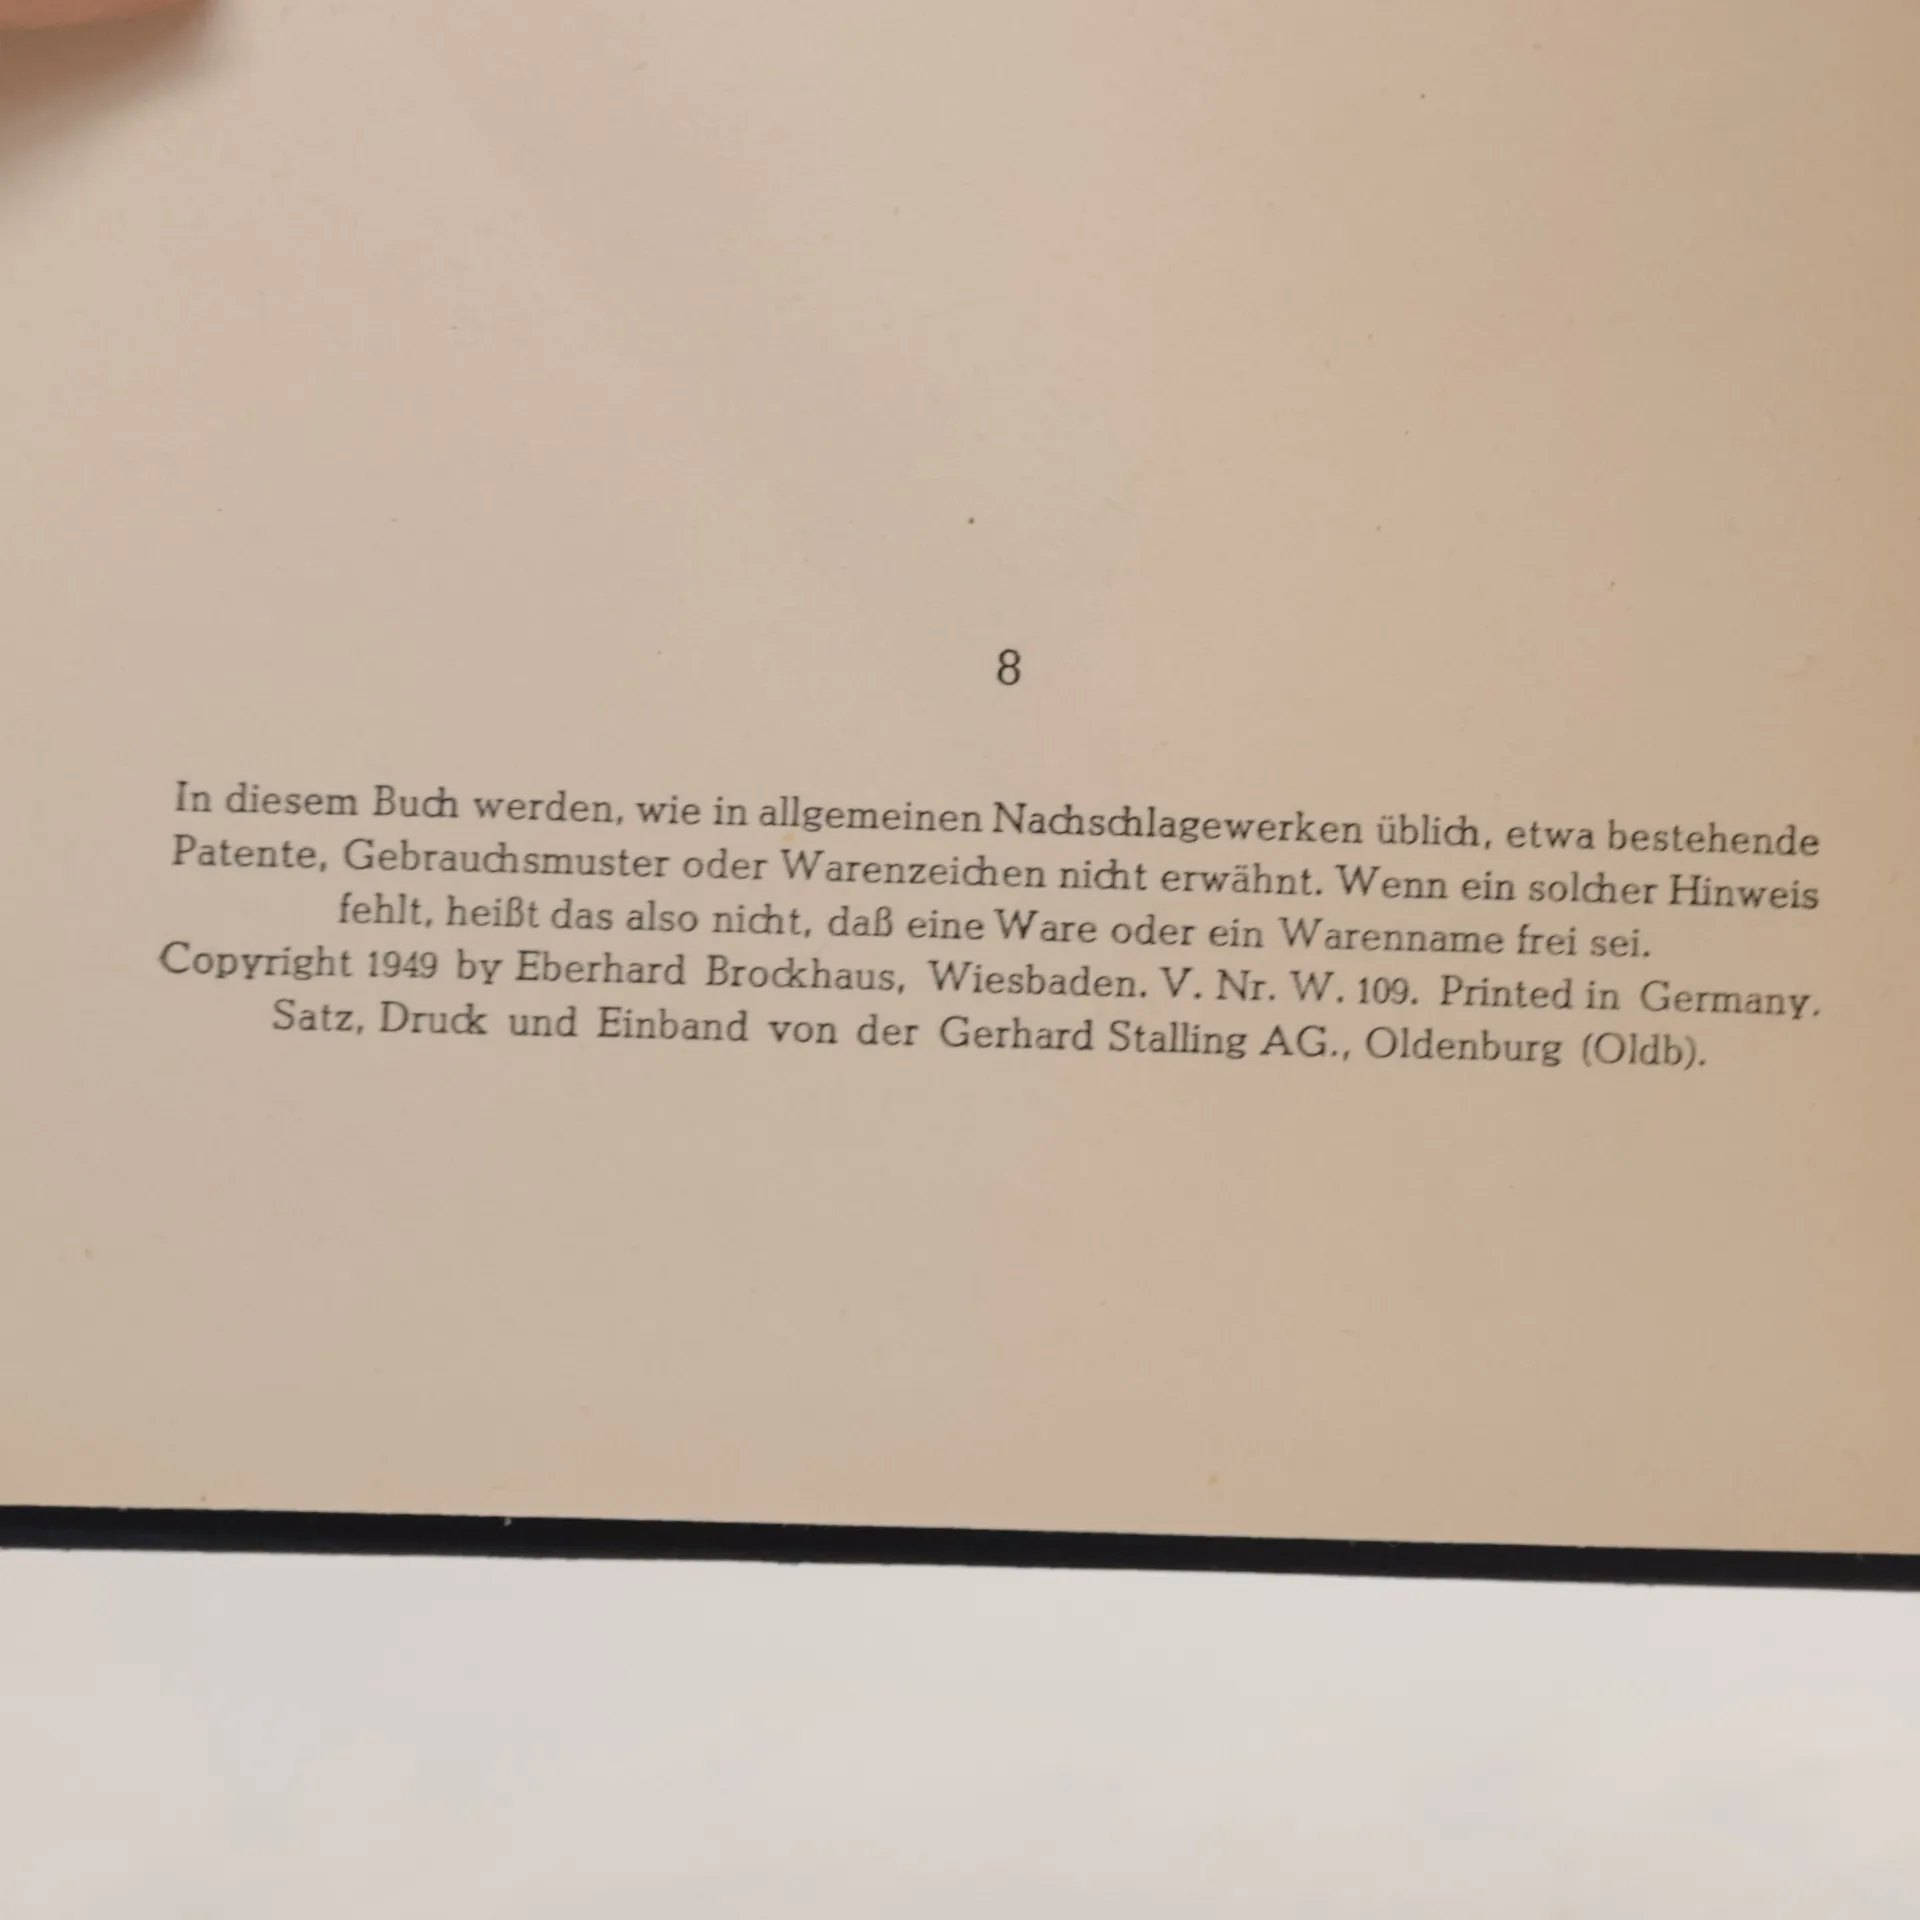 8
In diesem Buch werden, wie in allgemeinen Nachschlagewerken üblich, etwa bestehende
Patente, Gebrauchsmuster oder Warenzeichen nicht erwähnt. Wenn ein solcher Hinweis
fehlt, heißt das also nicht, daß eine Ware oder ein Warenname frei sei.
Copyright 1949 by Eberhard Brockhaus, Wiesbaden. V. Nr. W. 109. Printed in Germany.
Satz, Druck und Einband von der Gerhard Stalling AG., Oldenburg (Oldb).